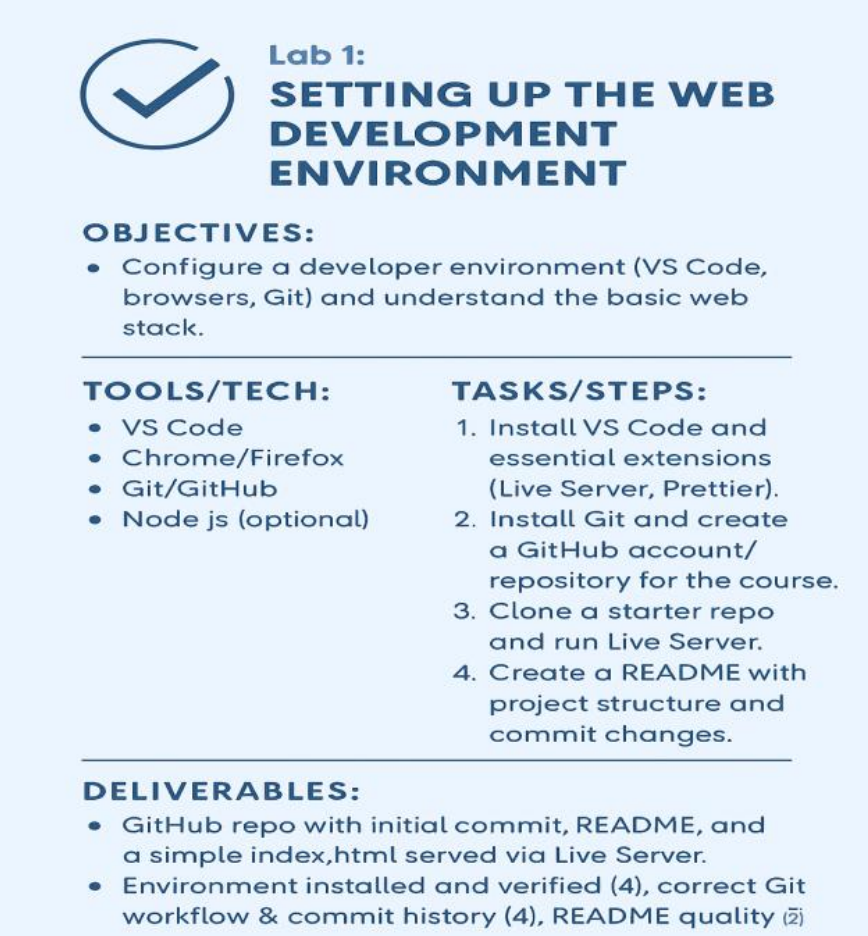 Lab 1:
SETTING UP THE WEB
DEVELOPMENT
ENVIRONMENT
OBJECTIVES:
• Configure a developer environment (VS Code,
browsers, Git) and understand the basic web
stack.
TOOLS/TECH:
• VS Code
• Chrome/Firefox
• Git/GitHub
• Node js (optional)
TASKS/STEPS:
1. Install VS Code and
essential extensions
(Live Server, Prettier).
2. Install Git and create
a GitHub account/
repository for the course.
3. Clone a starter repo
and run Live Server.
4. Create a README with
project structure and
commit changes.
DELIVERABLES:
• GitHub repo with initial commit, README, and
a simple index,html served via Live Server.
• Environment installed and verified (4), correct Git
workflow & commit history (4), README quality (2)